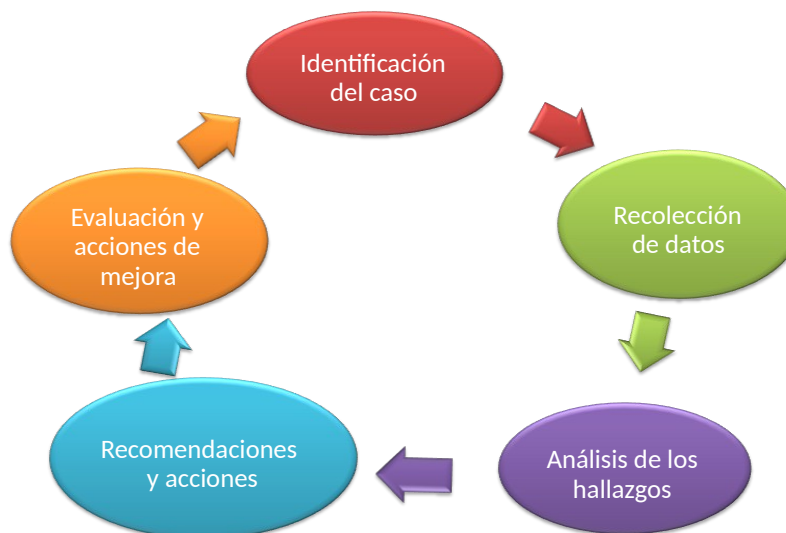 Identificación
del caso
Recolección
de datos
Análisis de los
hallazgos
Recomendaciones
y acciones
Evaluación y
acciones de
mejora